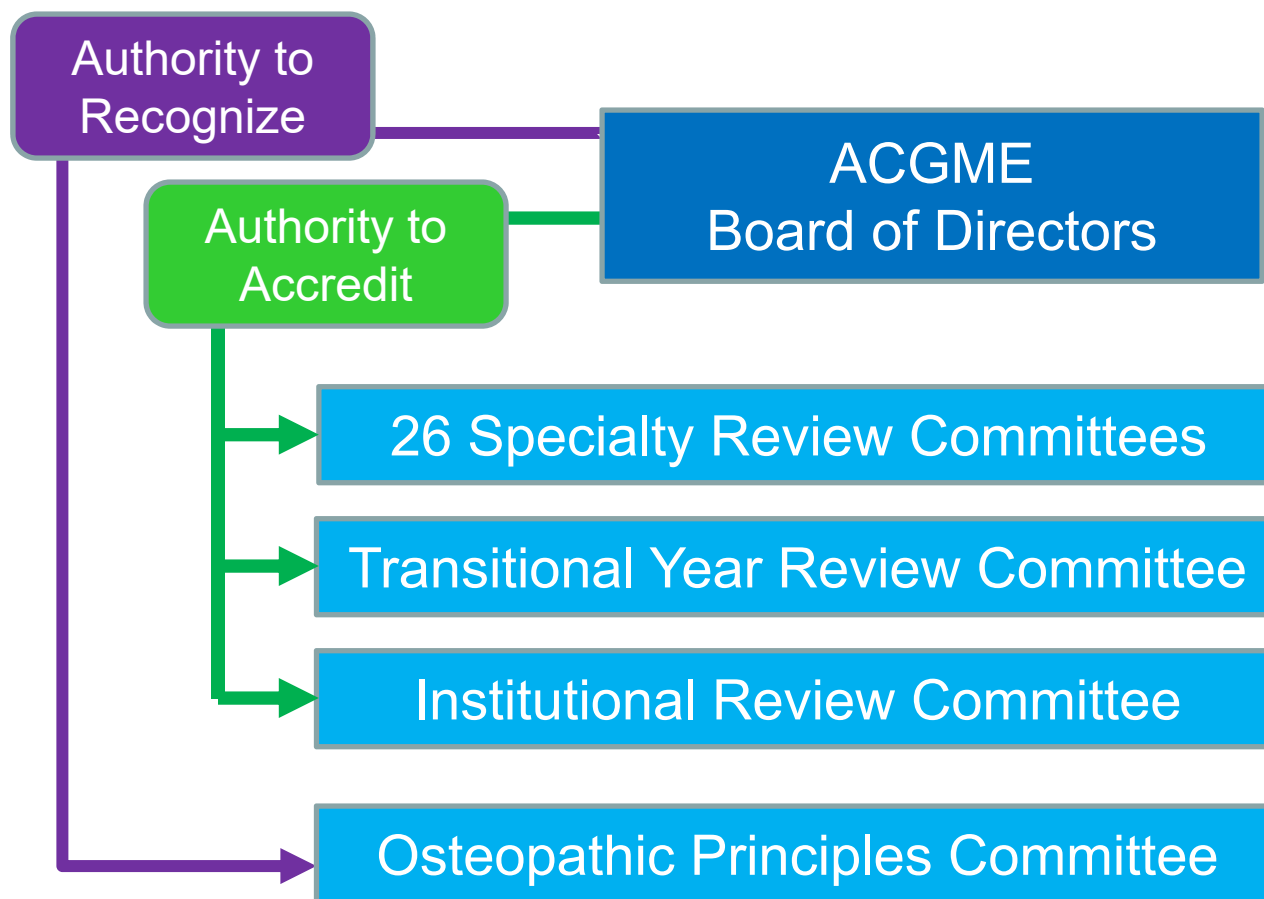 Authority to
Recognize
ACGME
Board of Directors
Authority to
Accredit
26 Specialty Review Committees
Transitional Year Review Committee
Institutional Review Committee
Osteopathic Principles Committee